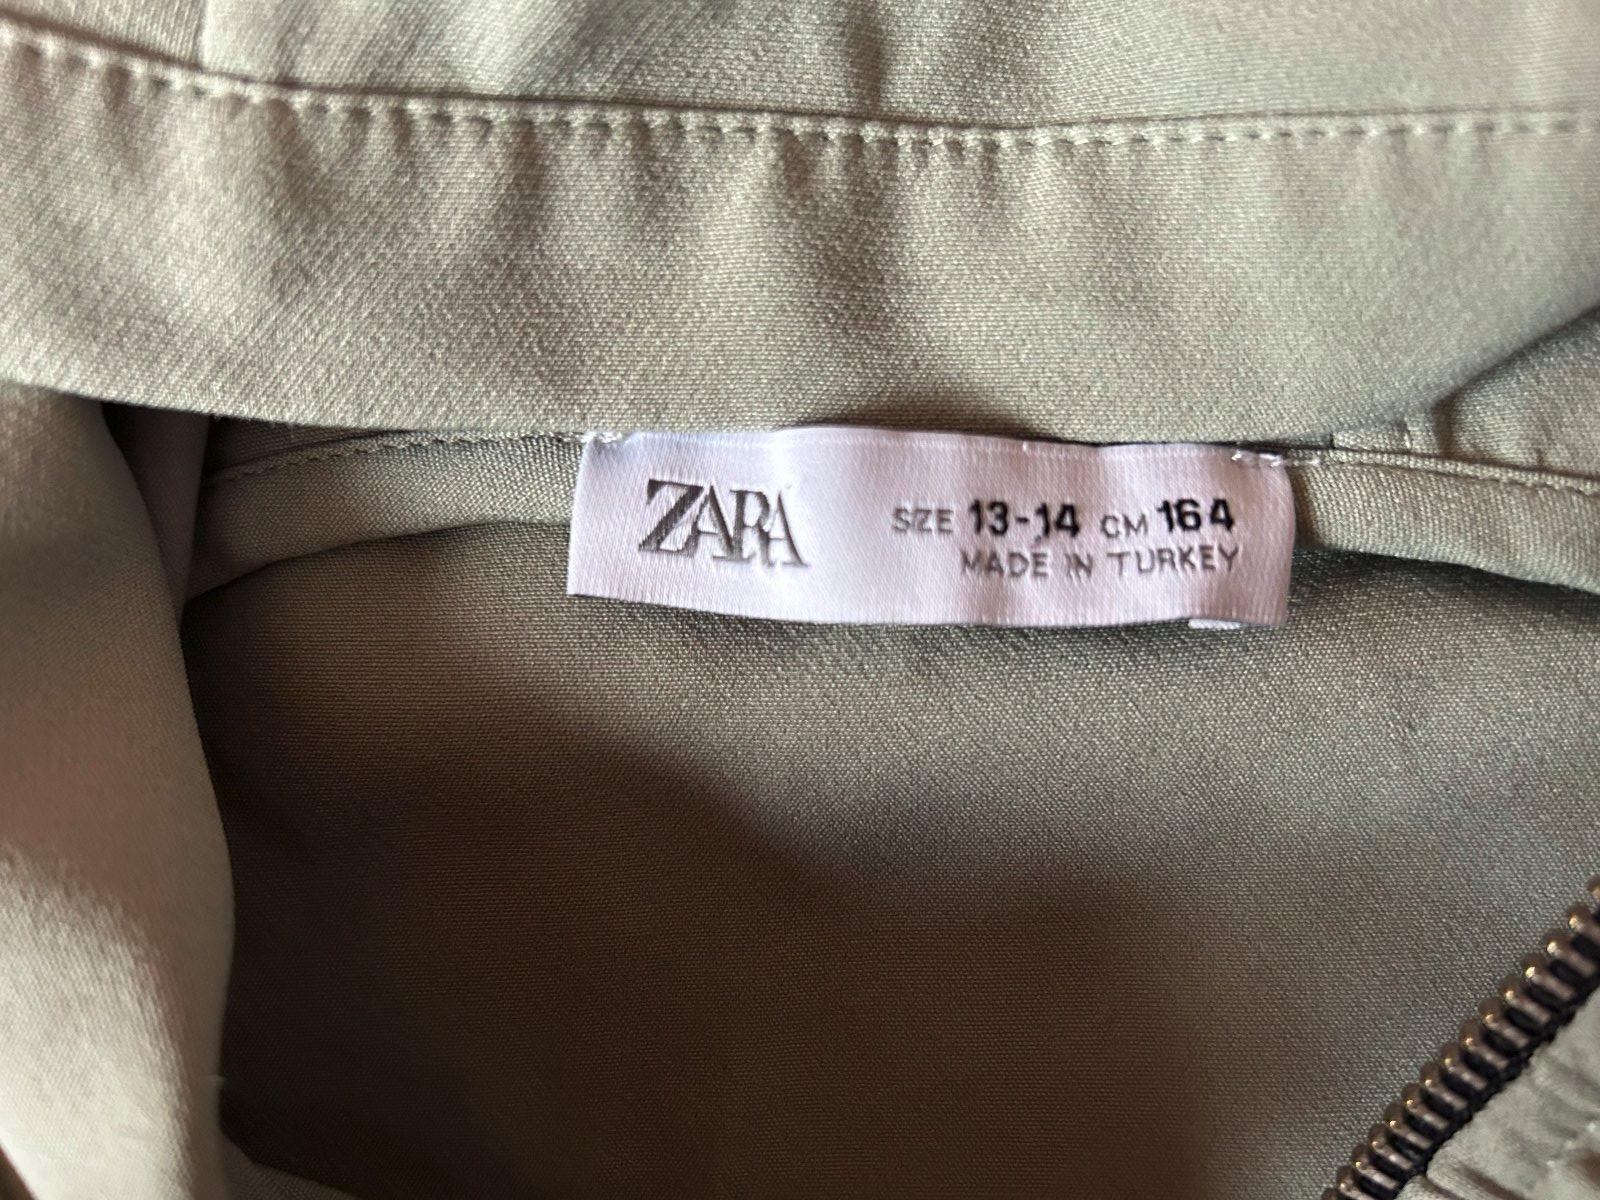 ZARA
SIZE 13-14 CM 164
MADE IN TURKEY